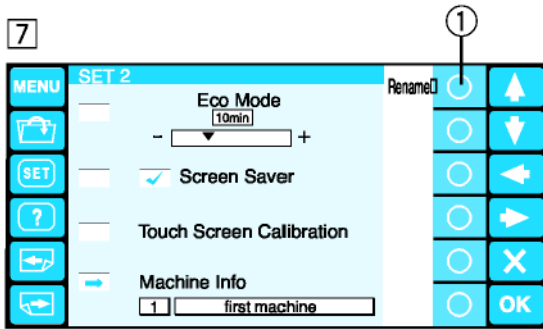 7
1
MENU
SET 2
Rename
Eco Mode
10min
- +
SET
Screen Saver
?
Touch Screen Calibration
Machine Info
1 first machine
X
OK